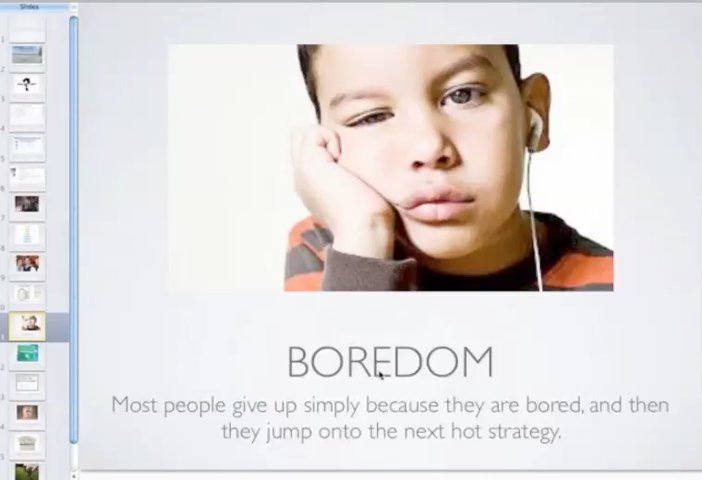 Slides
BOREDOM
Most people give up simply because they are bored, and then
they jump onto the next hot strategy.